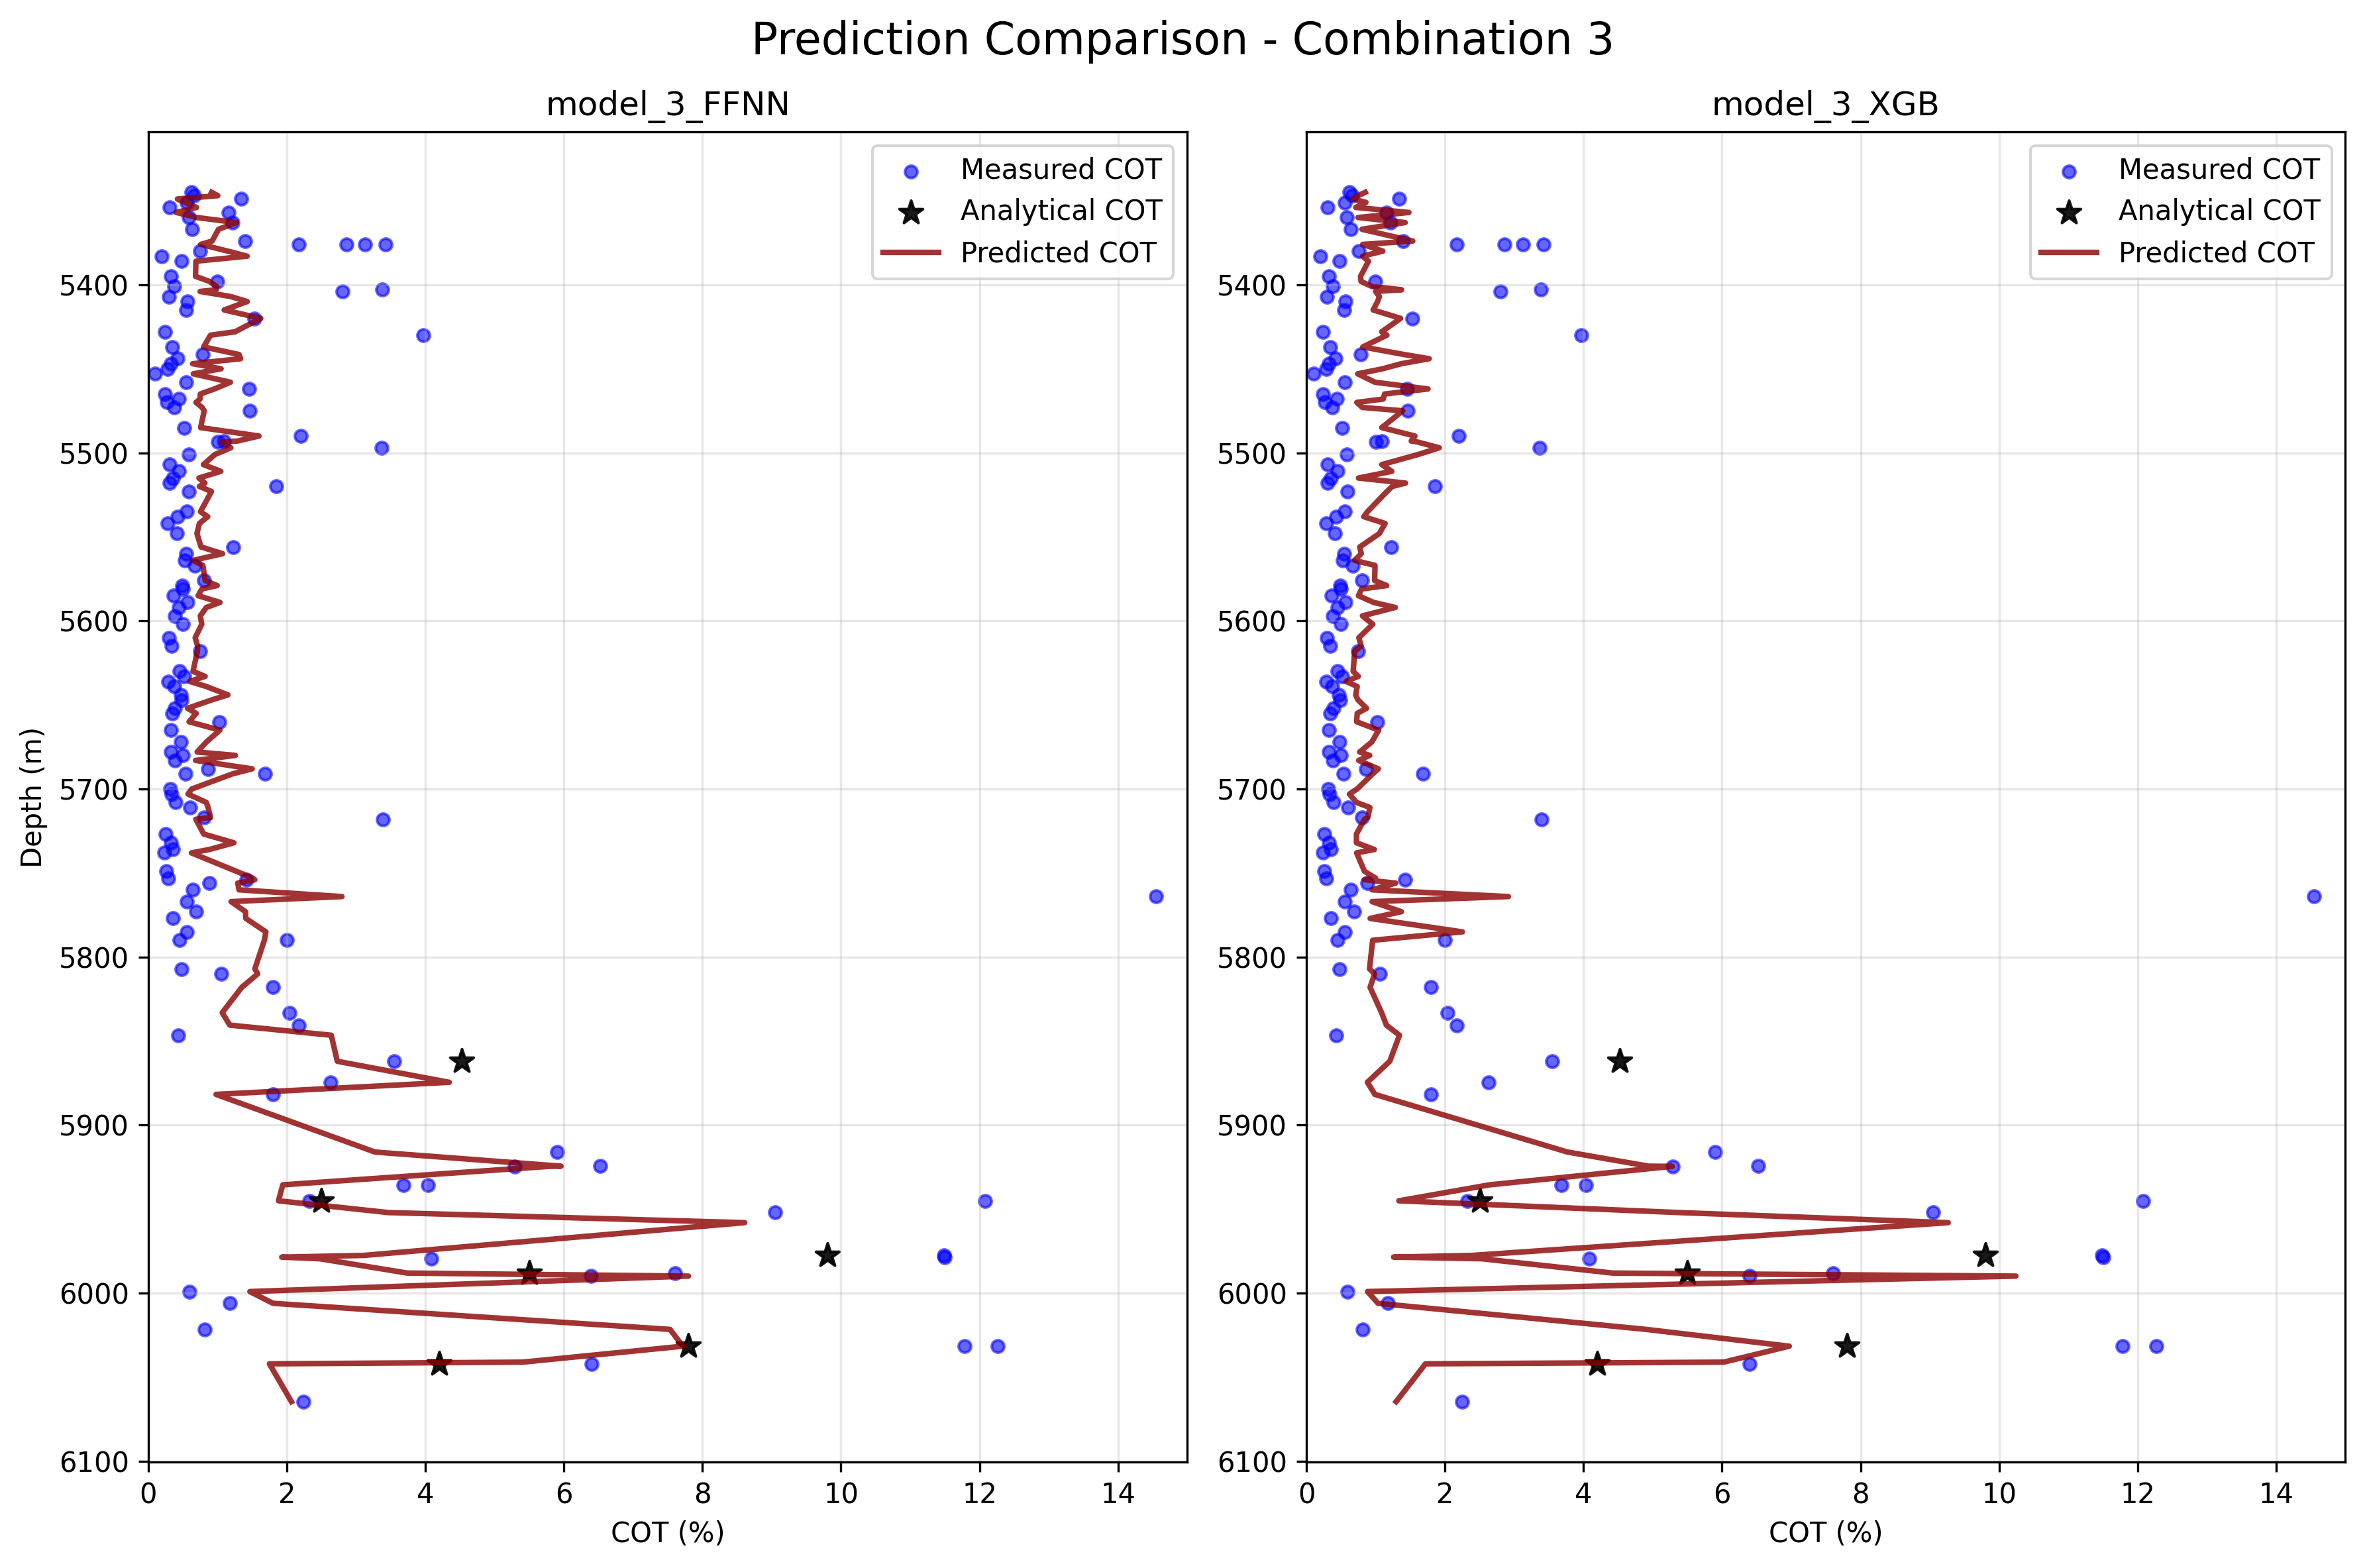 Prediction Comparison - Combination 3
model_3_FFNN
Measured COT
Analytical COT
Predicted COT
5400
5500
5600
5700
5800
5900
6000
6100
Depth (m)
0 2 4 6 8 10 12 14
COT (%)
model_3_XGB
Measured COT
Analytical COT
Predicted COT
5400
5500
5600
5700
5800
5900
6000
6100
0 2 4 6 8 10 12 14
COT (%)